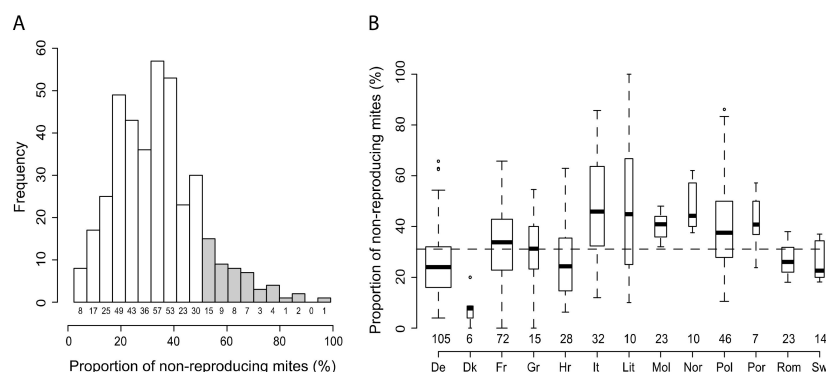 A
Frequency
60
50
40
30
20
10
0
8 17 25 49 43 36 57 53 23 30 15 9 8 7 3 4 1 2 0 1
0 20 40 60 80 100
Proportion of non-reproducing mites (%)
B
Proportion of non-reproducing mites (%)
100
80
60
40
20
0
105 6 72 15 28 32 10 23 10 46 7 23 14
De Dk Fr Gr Hr It Lit Mol Nor Pol Por Rom Sw